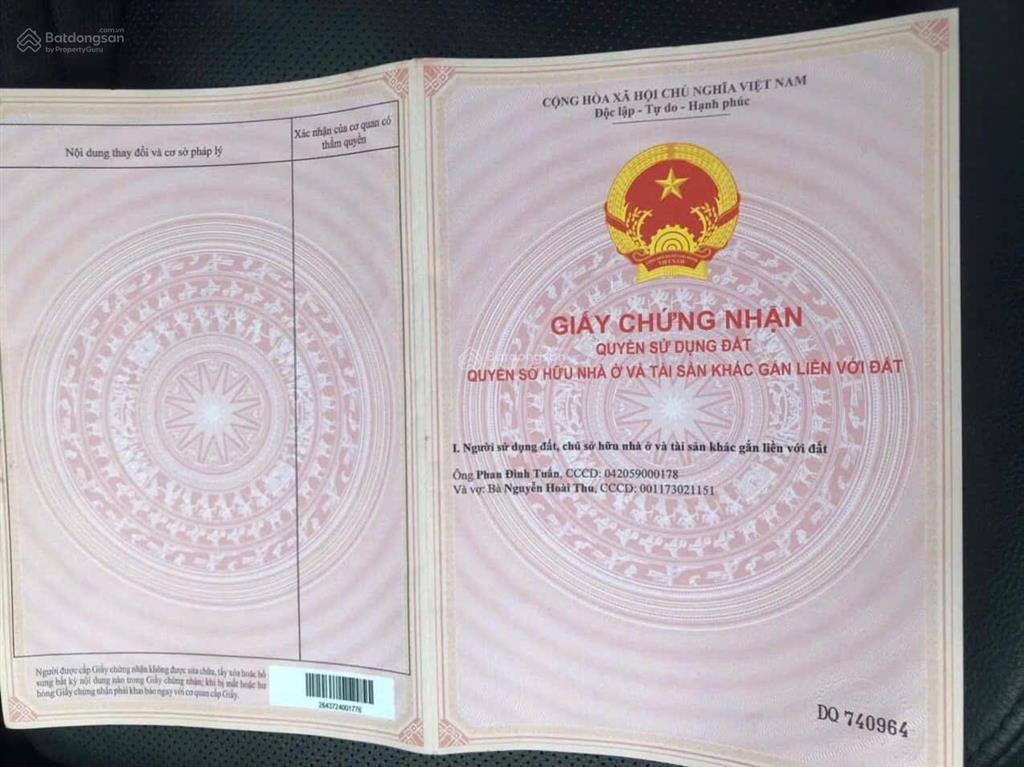 Batdongsan.com.vn
by PropertyGuru
Nội dung thay đổi và cơ sở pháp lý
Xác nhận của cơ quan có
thẩm quyền
Người được cấp Giấy chứng nhận không được sửa chữa, tẩy xóa hoặc bổ
sung bất kỳ nội dung nào trong Giấy chứng nhận; khi bị mất hoặc hư
hỏng Giấy chứng nhận phải khai báo ngay với cơ quan cấp Giấy.
2643724001776
CỘNG HÒA XÃ HỘI CHỦ NGHĨA VIỆT NAM
Độc lập - Tự do - Hạnh phúc
GIẤY CHỨNG NHẬN
QUYỀN SỬ DỤNG ĐẤT
QUYỀN SỞ HỮU NHÀ Ở VÀ TÀI SẢN KHÁC GẮN LIỀN VỚI ĐẤT
Batdongsan
I. Người sử dụng đất, chủ sở hữu nhà ở và tài sản khác gắn liền với đất
Ông Phan Đình Tuấn, CCCD: 042059000178
Và vợ: Bà Nguyễn Hoài Thu, CCCD: 001173021151
DQ 740964